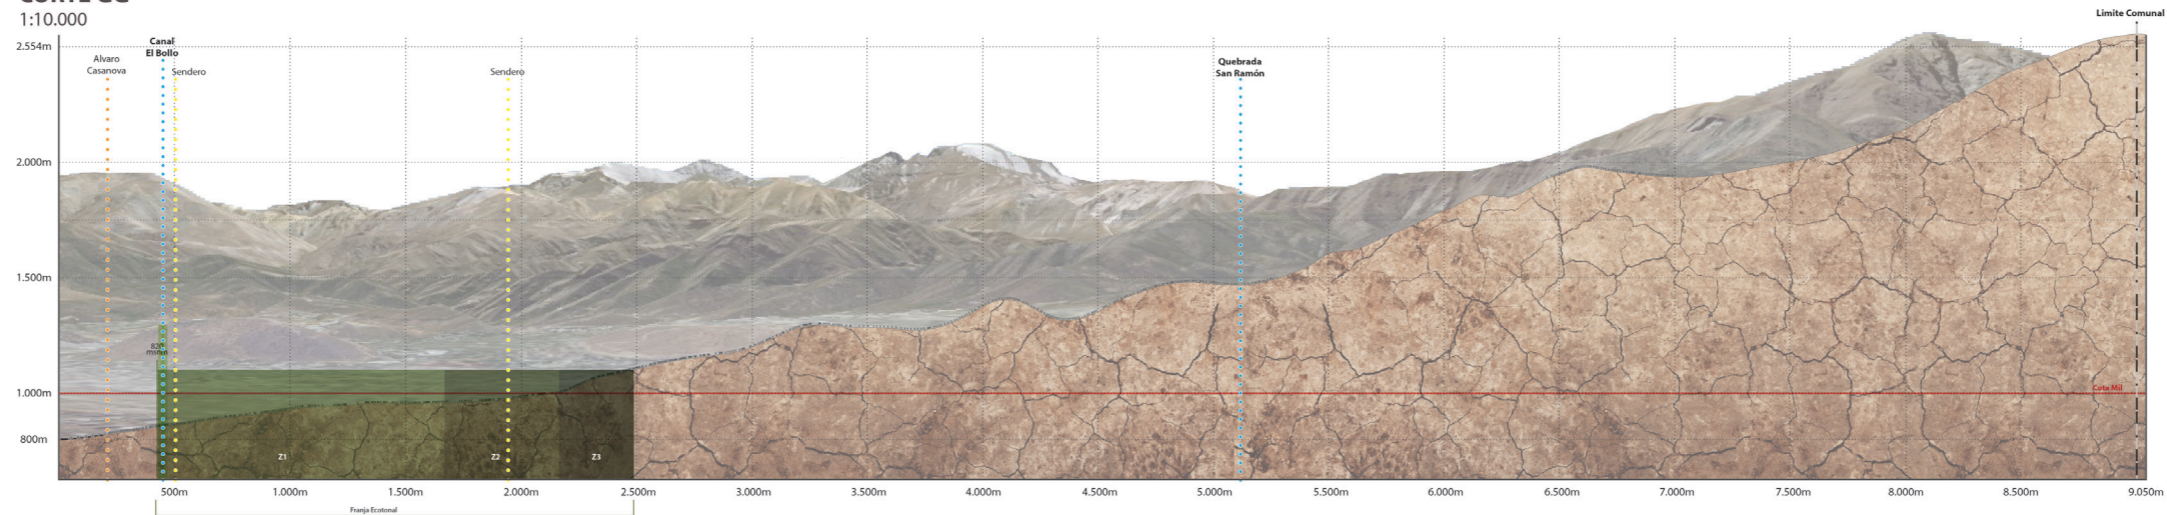 1:10.000
Limite Comunal
2.554m
Canal
El Bollo
Alvaro
Casanova
Sendero
Sendero
Quebrada
San Ramón
2.000m
1.500m
820
msnm
1.000m
Cota Mil
800m
Z1
Z2
Z3
500m
1.000m
1.500m
2.000m
2.500m
3.000m
3.500m
4.000m
4.500m
5.000m
5.500m
6.000m
6.500m
7.000m
7.500m
8.000m
8.500m
9.050m
Franja Ecotonal